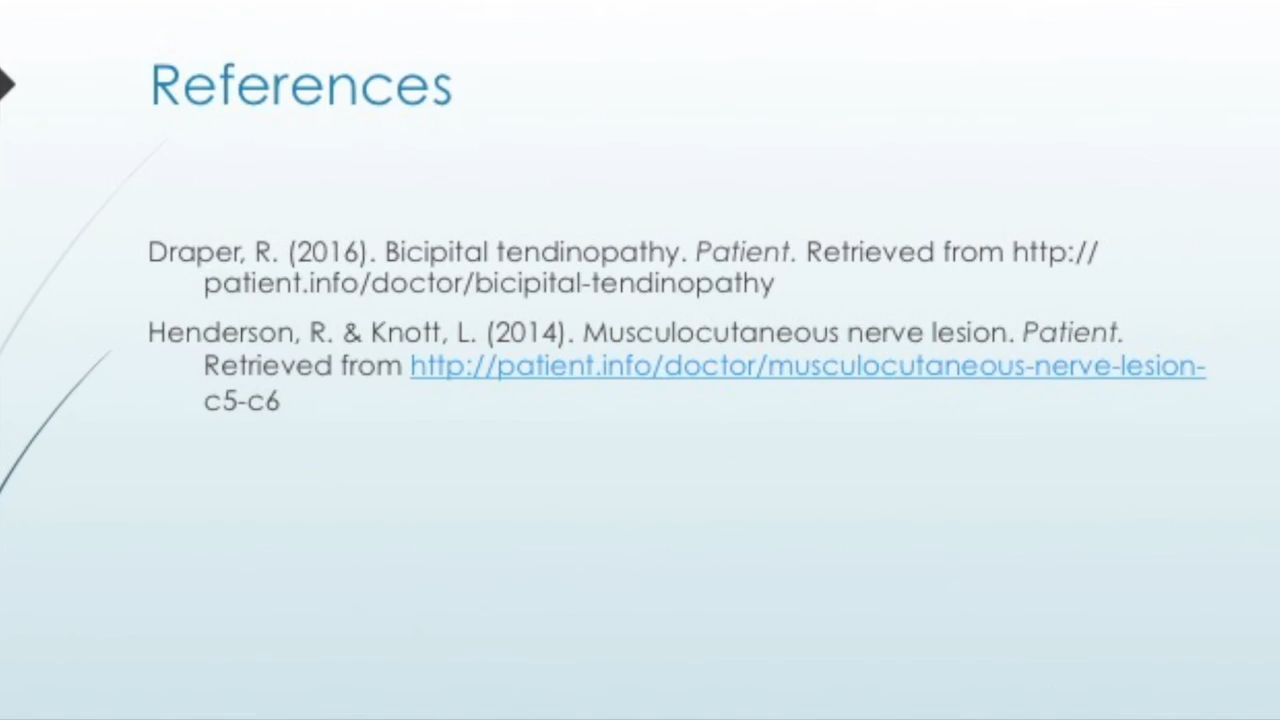 References
Draper, R. (2016). Bicipital tendinopathy. Patient. Retrieved from http://
patient.info/doctor/bicipital-tendinopathy
Henderson, R. & Knott, L. (2014). Musculocutaneous nerve lesion. Patient.
Retrieved from http://patient.info/doctor/musculocutaneous-nerve-lesion-
c5-c6